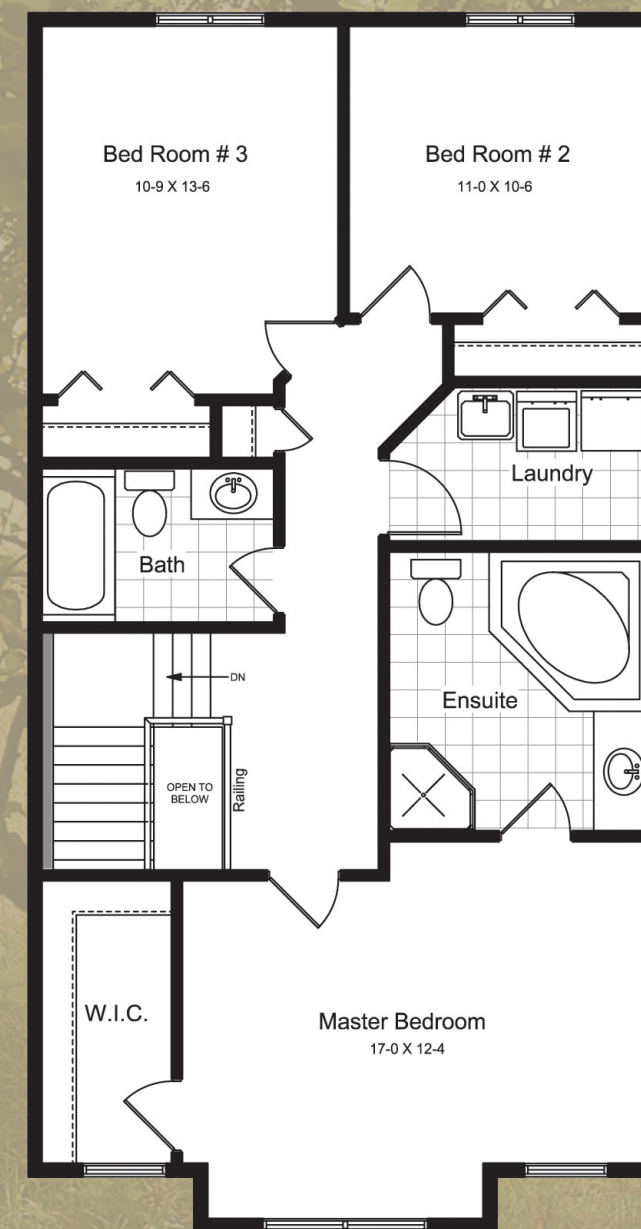 Bed Room # 3
10-9 X 13-6
Bed Room # 2
11-0 X 10-6
Laundry
Bath
DN
Ensuite
OPEN TO
BELOW
Railing
W.I.C.
Master Bedroom
17-0 X 12-4